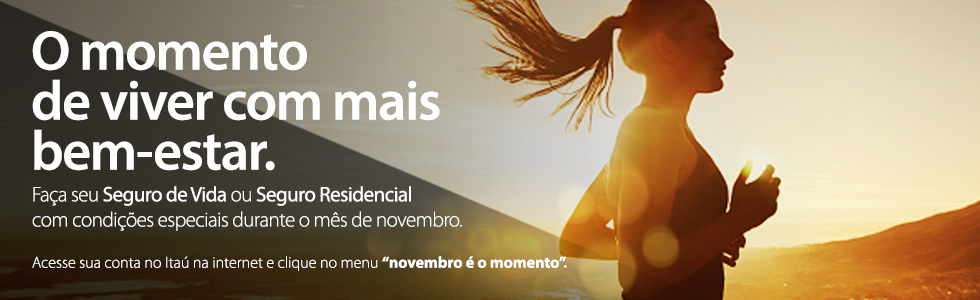 O momento
de viver com mais
bem-estar.
Faça seu Seguro de Vida ou Seguro Residencial
com condições especiais durante o mês de novembro.
Acesse sua conta no Itaú na internet e clique no menu “novembro é o momento”.